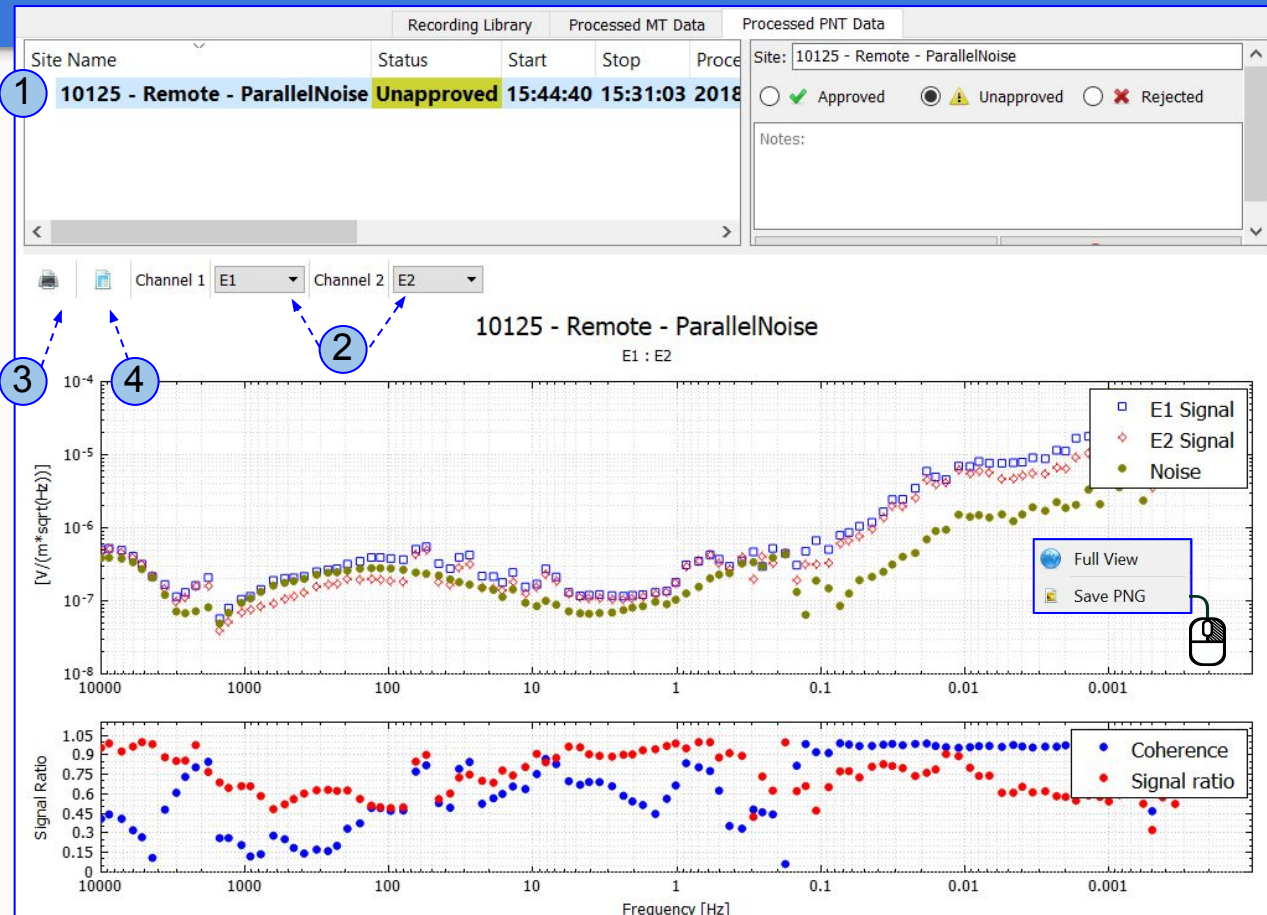 Recording Library Processed MT Data Processed PNT Data
Site Name Status Start Stop Proce
1 10125 - Remote - ParallelNoise Unapproved 15:44:40 15:31:03 2018
Site: 10125 - Remote - ParallelNoise
Approved Unapproved Rejected
Notes:
Channel 1 E1 Channel 2 E2
2
3 4
10125 - Remote - ParallelNoise
E1 : E2
[V/(m*sqrt(Hz))]
10-4
10-5
10-6
10-7
10-8
E1 Signal
E2 Signal
Noise
Full View
Save PNG
10000 1000 100 10 1 0.1 0.01 0.001
Signal Ratio
1.05
0.9
0.75
0.6
0.45
0.3
0.15
0
Coherence
Signal ratio
10000 1000 100 10 1 0.1 0.01 0.001
Frequency [Hz]